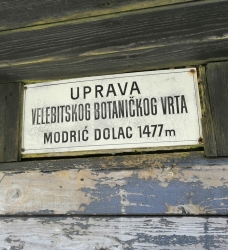 UPRAVA
VELEBITSKOG BOTANIČKOG VRTA
MODRIĆ DOLAC 1477m